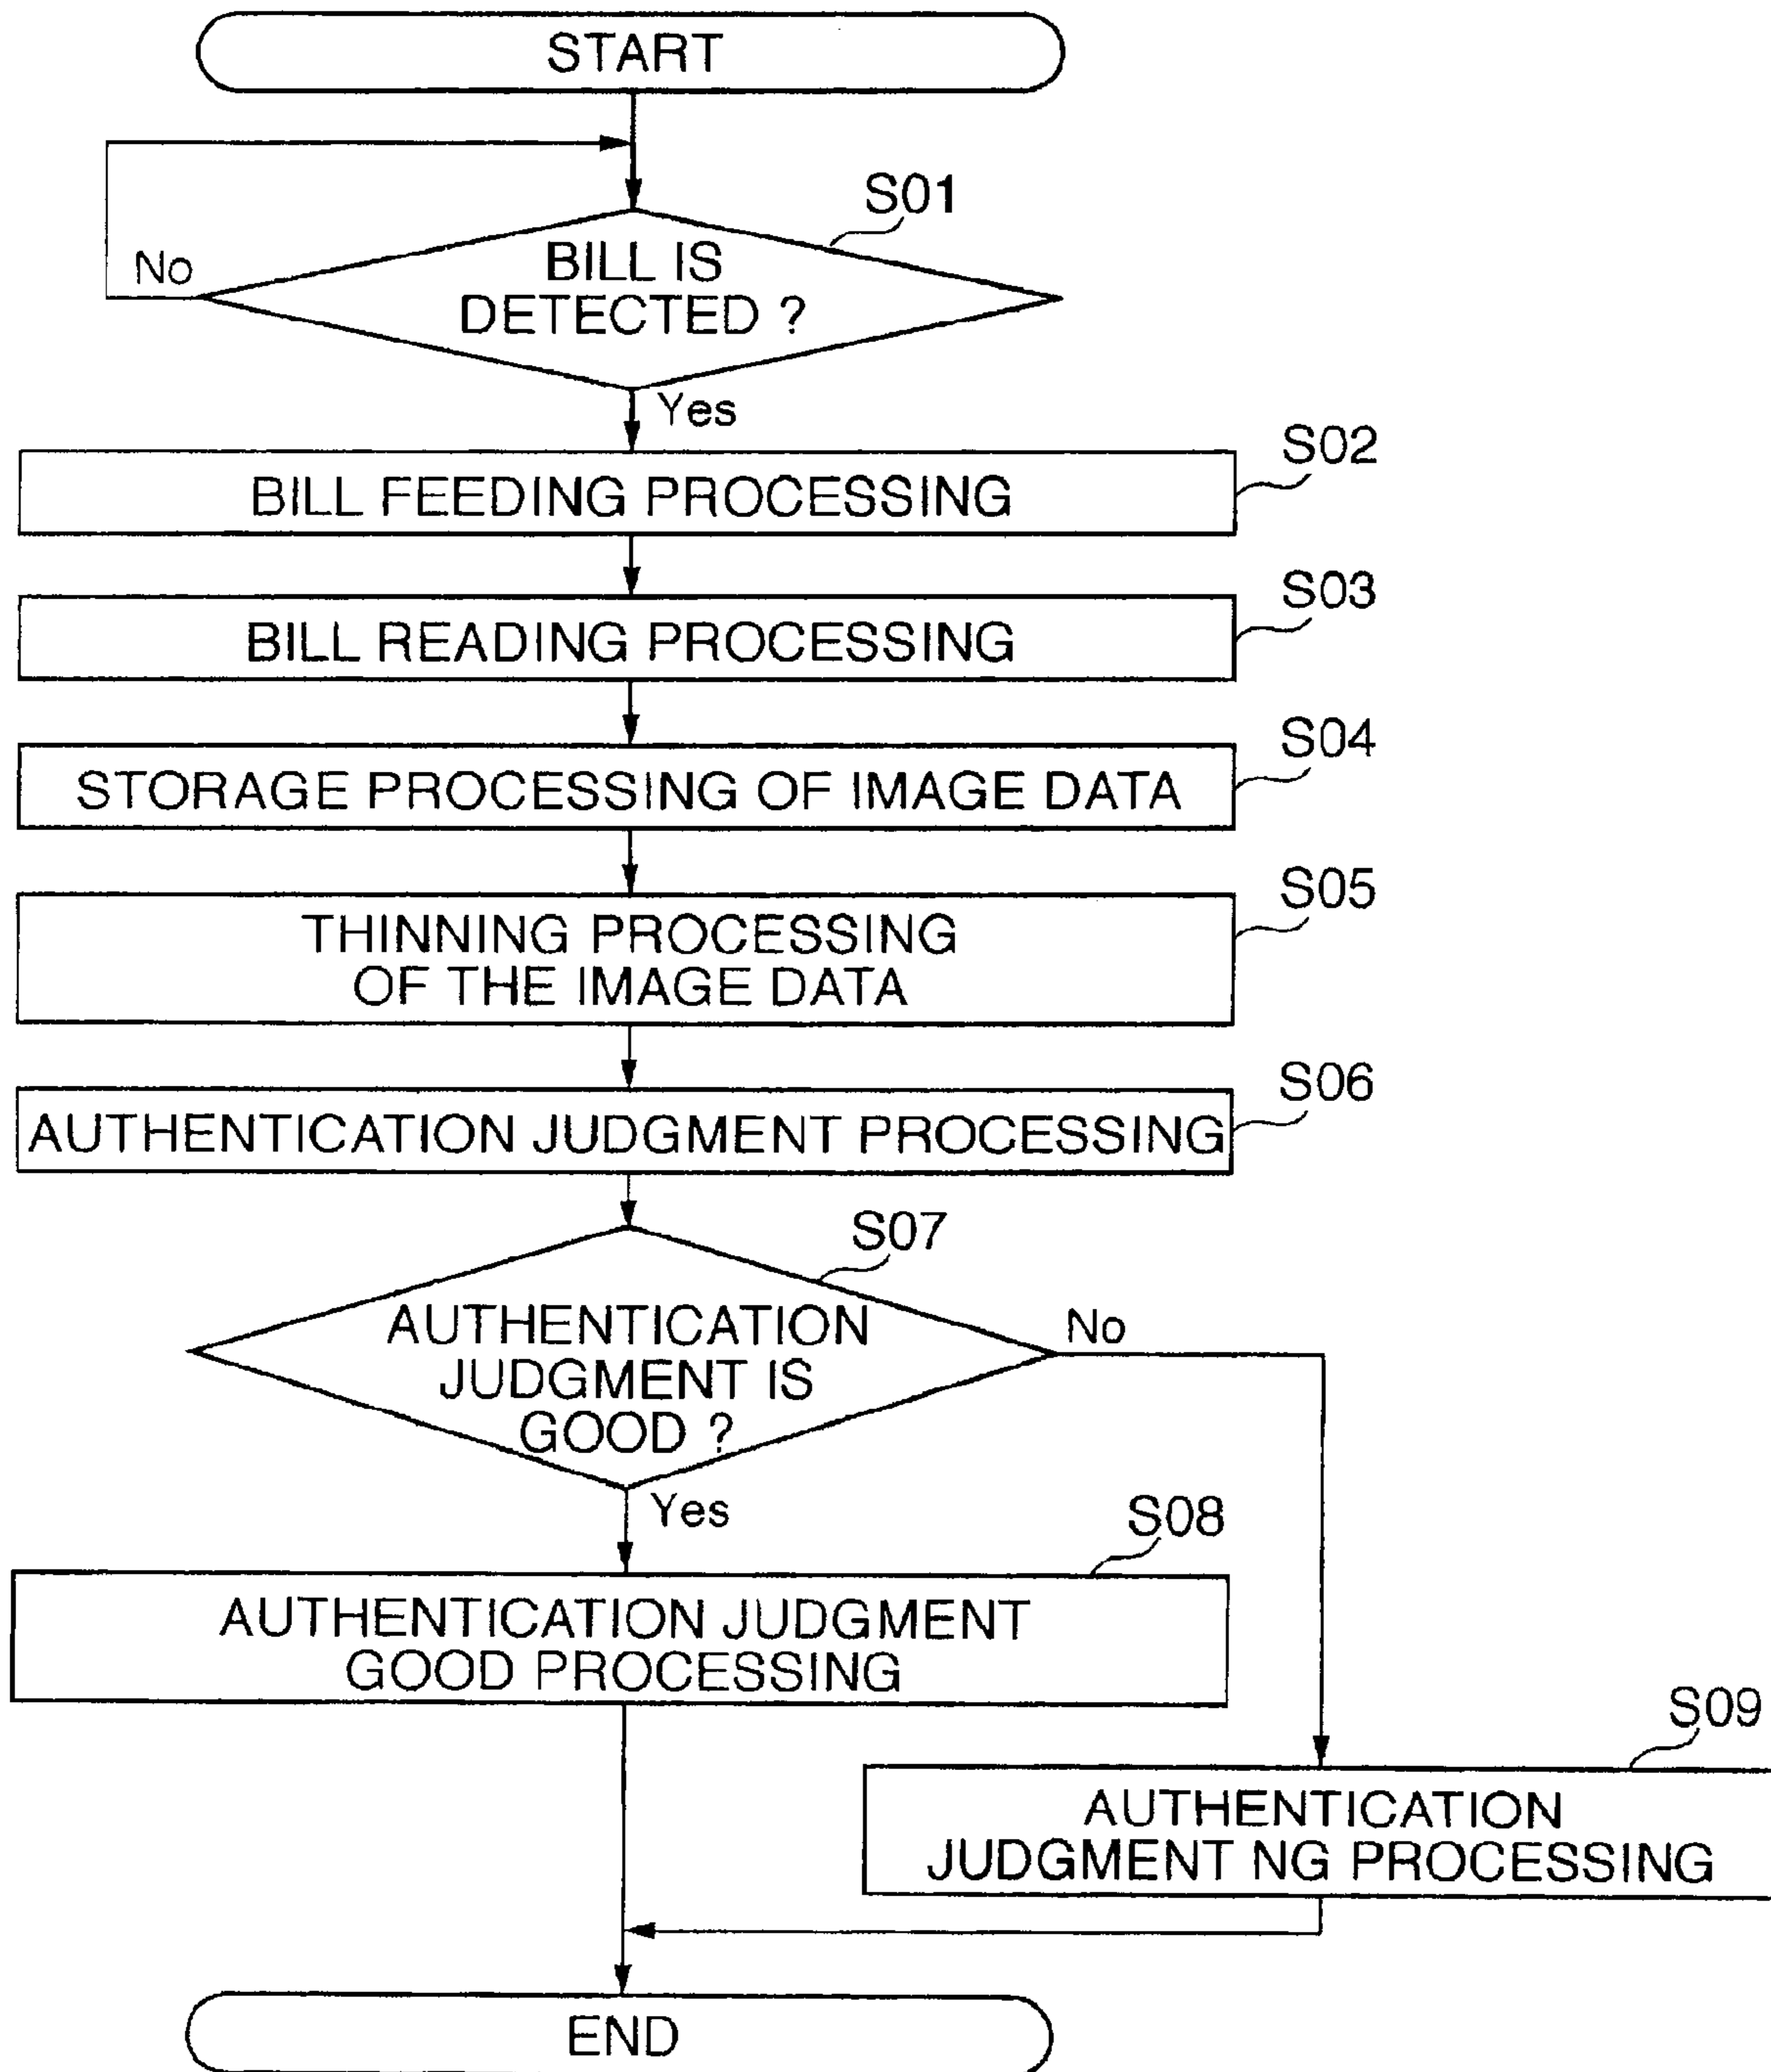 START
S01
No
BILL IS
DETECTED ?
Yes
S02
BILL FEEDING PROCESSING
S03
BILL READING PROCESSING
S04
STORAGE PROCESSING OF IMAGE DATA
S05
THINNING PROCESSING
OF THE IMAGE DATA
S06
AUTHENTICATION JUDGMENT PROCESSING
S07
AUTHENTICATION
JUDGMENT IS
GOOD ?
No
Yes
S08
AUTHENTICATION JUDGMENT
GOOD PROCESSING
S09
AUTHENTICATION
JUDGMENT NG PROCESSING
END